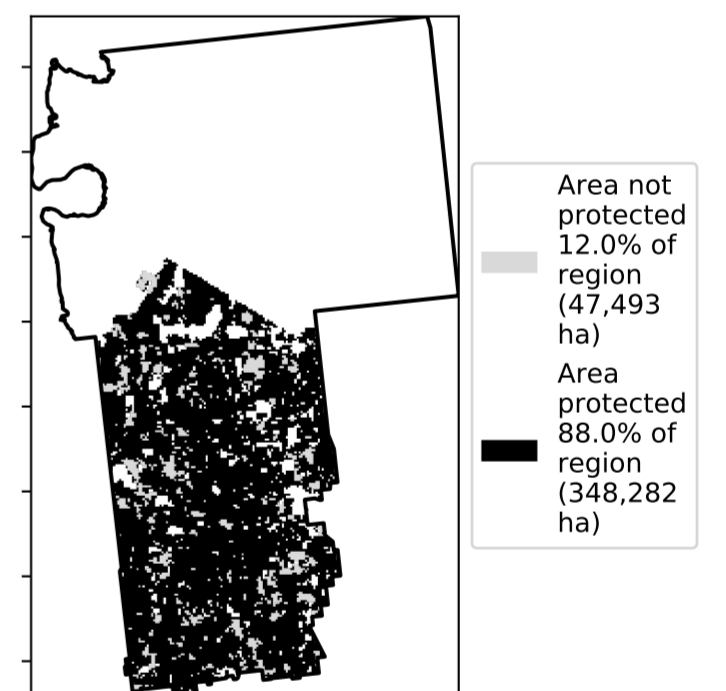 Area not
protected
12.0% of
region
(47,493
ha)
Area
protected
88.0% of
region
(348,282
ha)